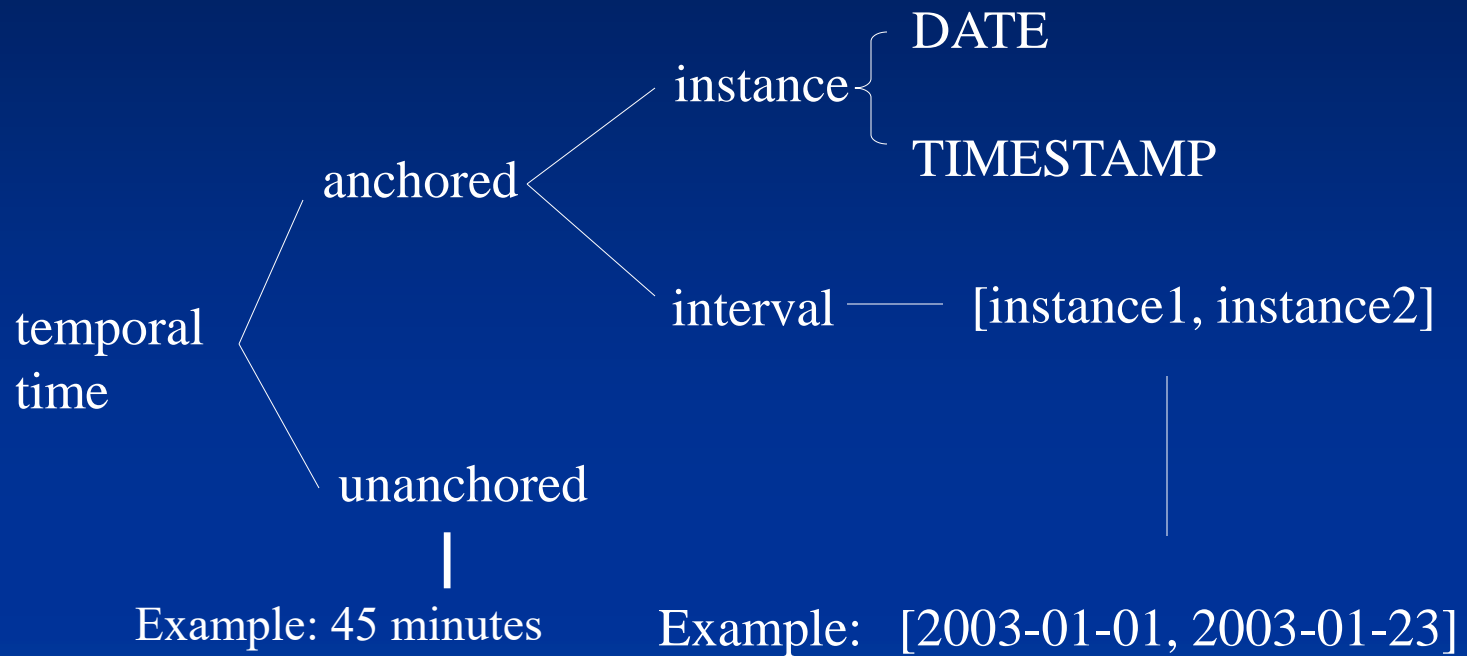 DATE
instance
TIMESTAMP
anchored
interval
[instance1, instance2]
temporal
time
unanchored
Example: 45 minutes
Example: [2003-01-01, 2003-01-23]